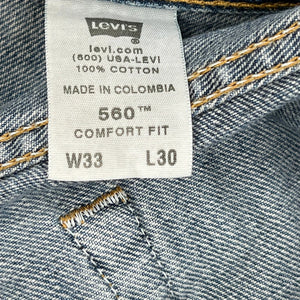 LEVI'S
levi.com
(800) USA-LEVI
100% COTTON
MADE IN COLOMBIA
560™
COMFORT FIT
W33 L30